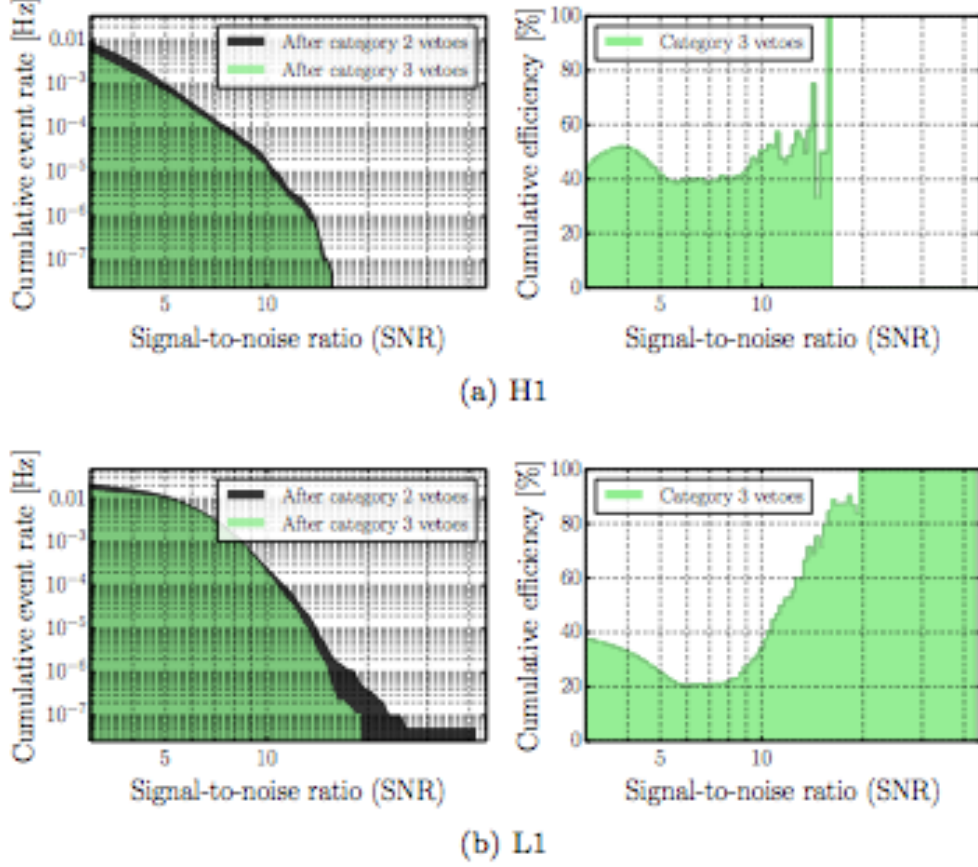 Cumulative event rate [Hz]
0.01
10⁻³
10⁻⁴
10⁻⁵
10⁻⁶
10⁻⁷
After category 2 vetoes
After category 3 vetoes
5 10
Signal-to-noise ratio (SNR)
Cumulative efficiency [%]
100
80
60
40
20
0
Category 3 vetoes
5 10
Signal-to-noise ratio (SNR)
(a) H1
Cumulative event rate [Hz]
0.01
10⁻³
10⁻⁴
10⁻⁵
10⁻⁶
10⁻⁷
After category 2 vetoes
After category 3 vetoes
5 10
Signal-to-noise ratio (SNR)
Cumulative efficiency [%]
100
80
60
40
20
0
Category 3 vetoes
5 10
Signal-to-noise ratio (SNR)
(b) L1